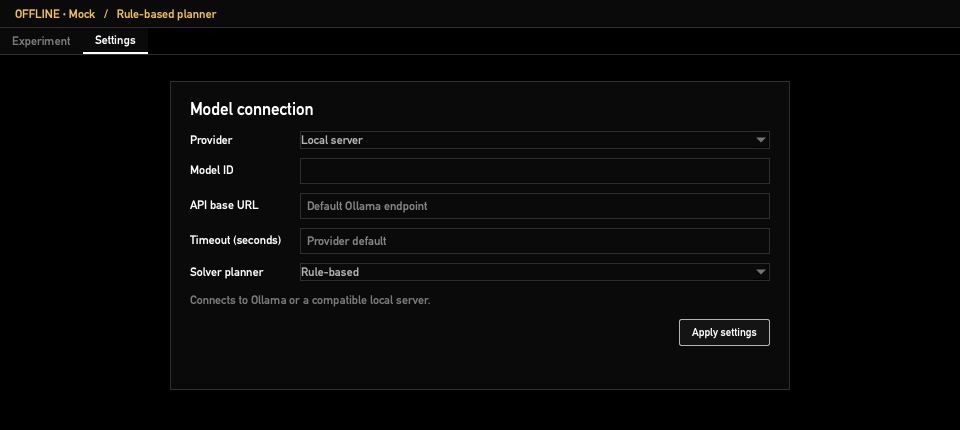 OFFLINE • Mock / Rule-based planner
Experiment Settings
Model connection
Provider Local server
Model ID
API base URL Default Ollama endpoint
Timeout (seconds) Provider default
Solver planner Rule-based
Connects to Ollama or a compatible local server.
Apply settings